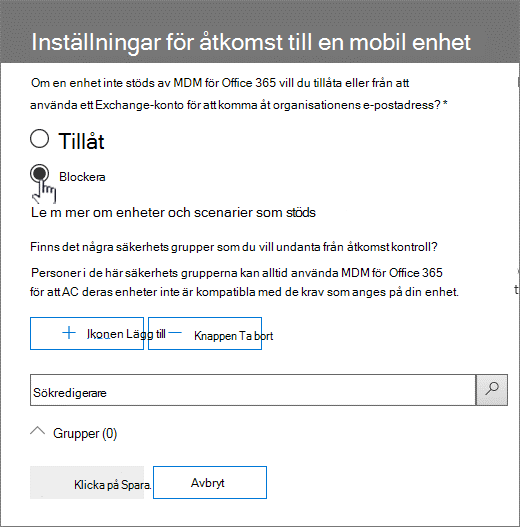 Inställningar för åtkomst till en mobil enhet
Om en enhet inte stöds av MDM för Office 365 vill du tillåta eller från att
använda ett Exchange-konto för att komma åt organisationens e-postadress? *
Tillåt
Blockera
Le m mer om enheter och scenarier som stöds
Finns det några säkerhets grupper som du vill undanta från åtkomst kontroll?
Personer i de här säkerhets grupperna kan alltid använda MDM för Office 365
för att AC deras enheter inte är kompatibla med de krav som anges på din enhet.
Ikonen Lägg till
Knappen Ta bort
Sökredigerare
Grupper (0)
Klicka på Spara.
Avbryt